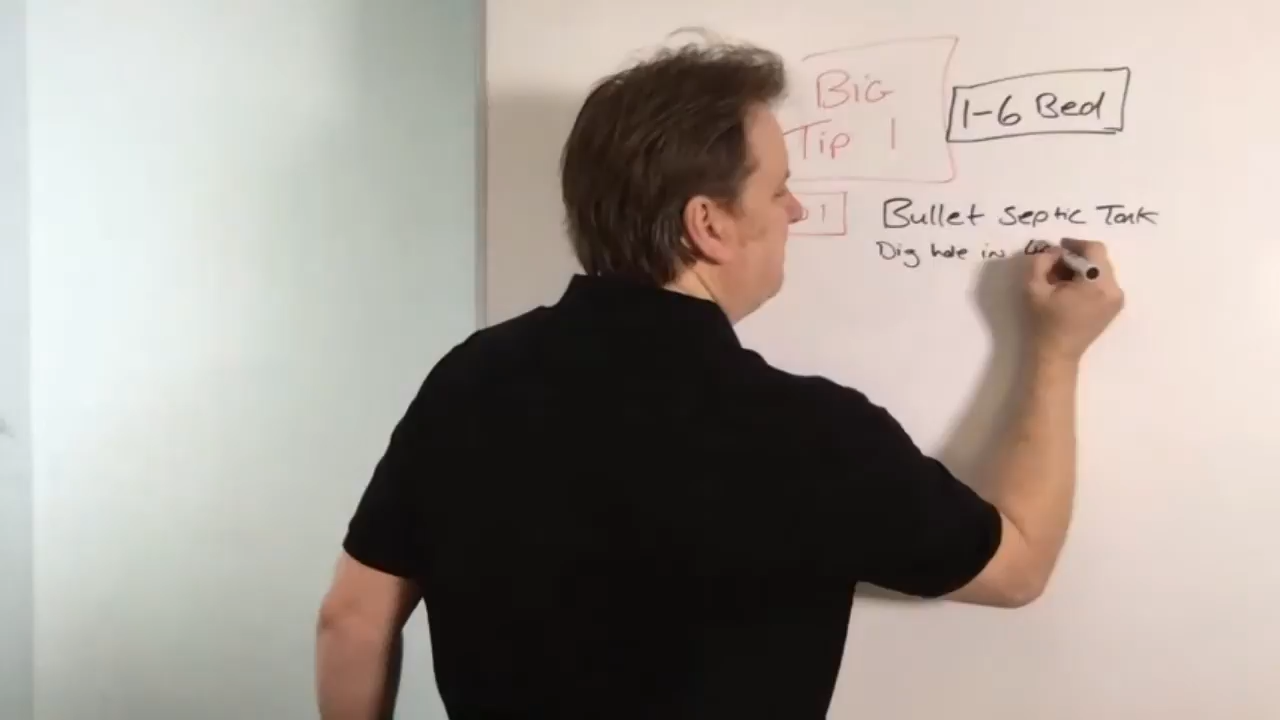 Big
Tip 1
1-6 Bed
Bullet Septic Tank
Dig hole in